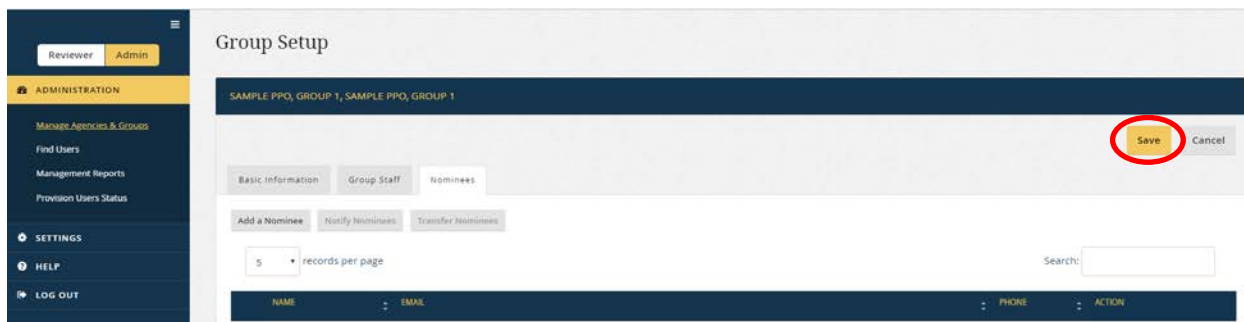 Reviewer Admin
ADMINISTRATION
Manage Agencies & Groups
Find Users
Management Reports
Provision Users Status
SETTINGS
HELP
LOG OUT
Group Setup
SAMPLE PPO, GROUP 1, SAMPLE PPO, GROUP 1
Save Cancel
Basic Information Group Staff Nominees
Add a Nominee Notify Nominees Transfer Nominees
5 records per page Search:
NAME EMAIL PHONE ACTION